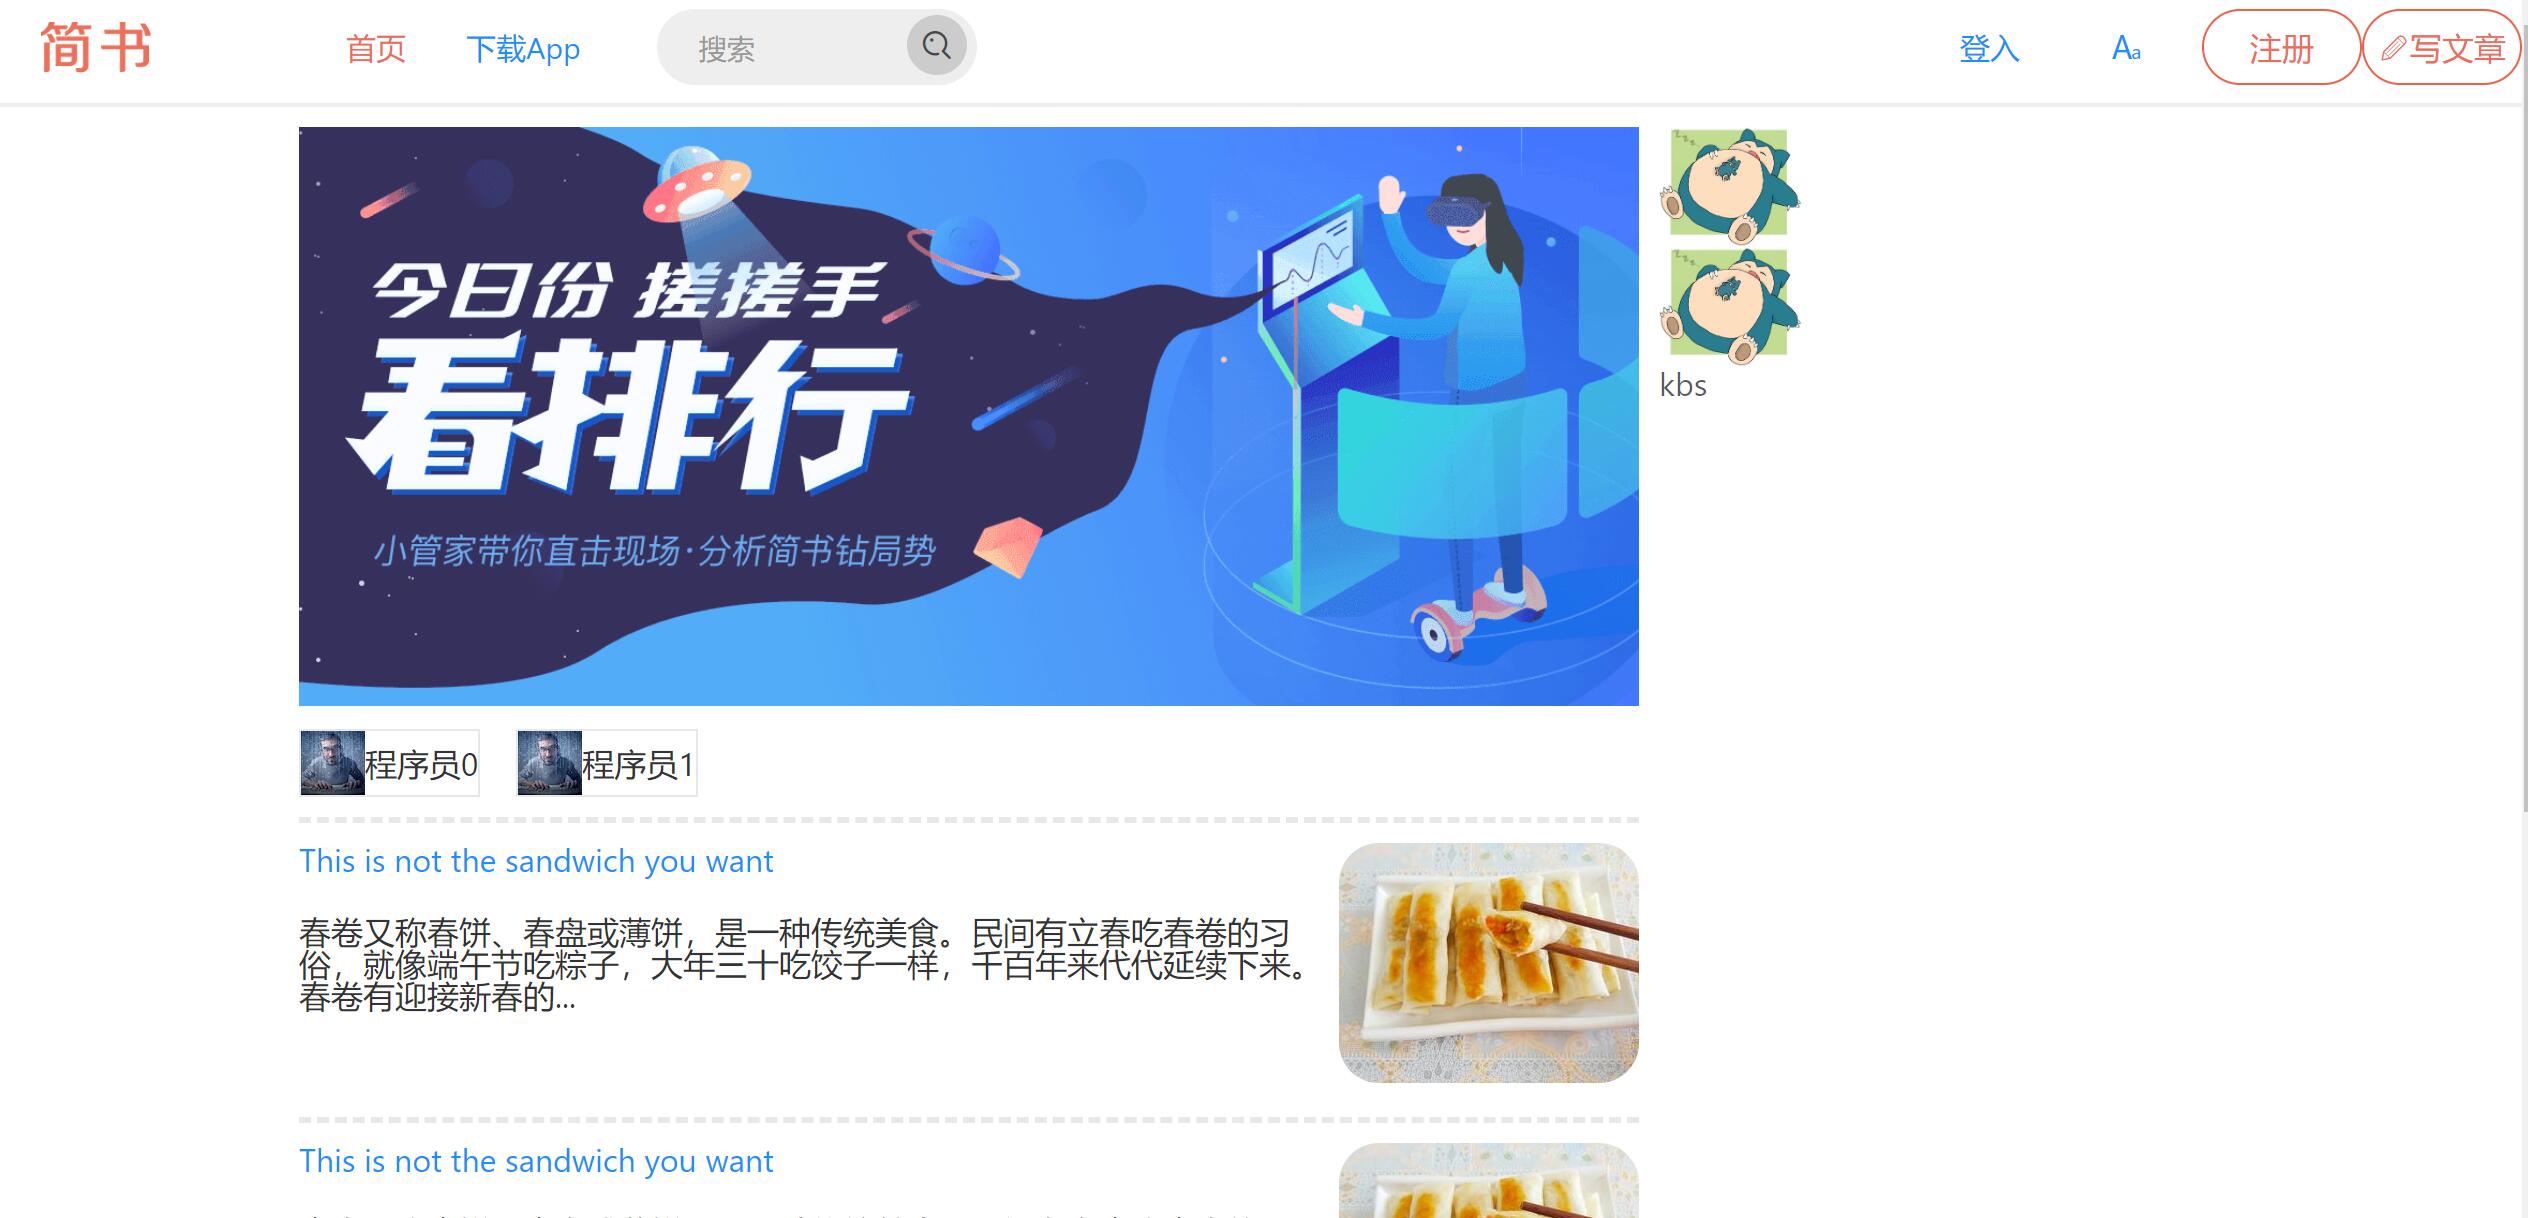 简书
首页
下载App
搜索
登入
Aa
注册
写文章
今日份 搓搓手
看排行
小管家带你直击现场·分析简书钻局势
kbs
程序员0
程序员1
This is not the sandwich you want
春卷又称春饼、春盘或薄饼，是一种传统美食。民间有立春吃春卷的习
俗，就像端午节吃粽子，大年三十吃饺子一样，千百年来代代延续下来。
春卷有迎接新春的...
This is not the sandwich you want